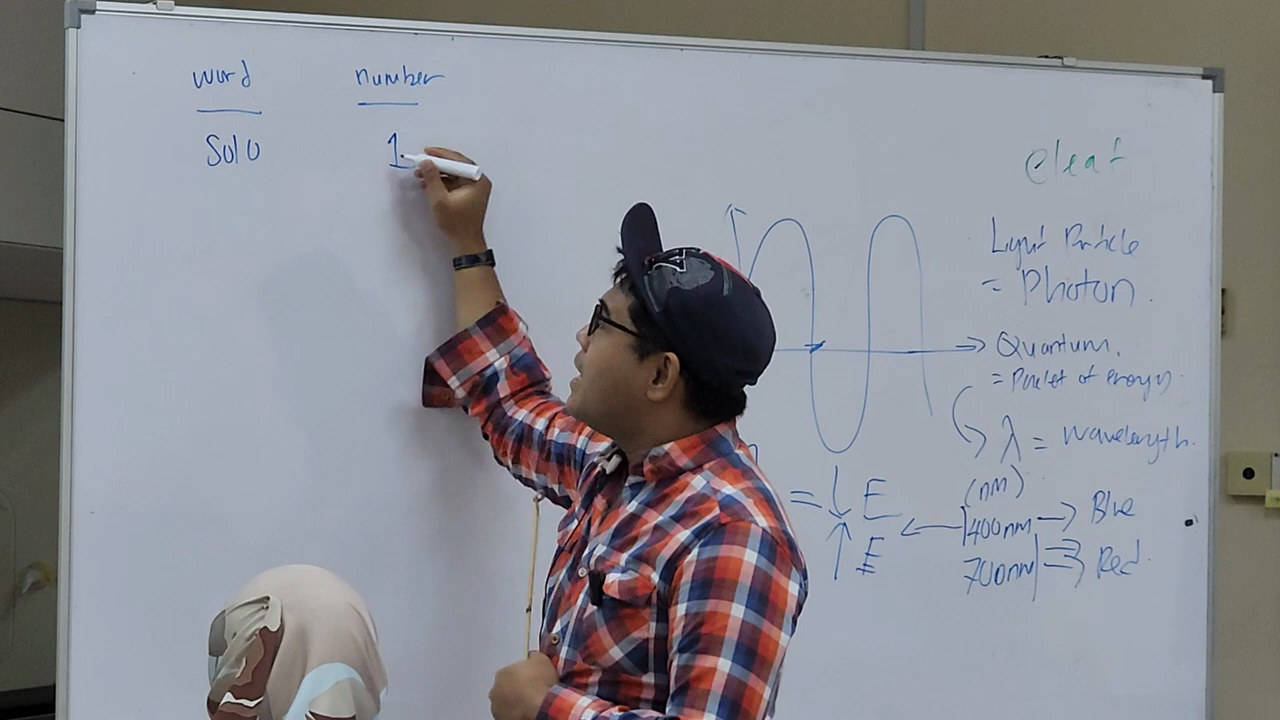 word number
Solo 1
eleaf
Light Particle
= Photon.
Quantum.
= Packet of energy.
λ = wavelength.
(nm)
= ↓ E
400nm → Blue
↑ E
700nm → Red.